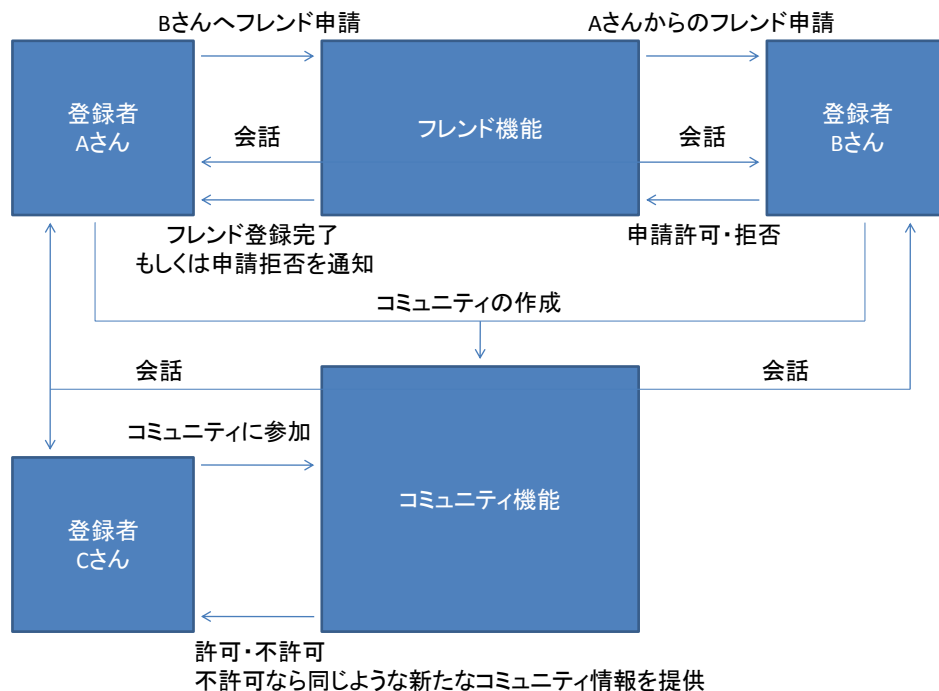 Bさんへフレンド申請
Aさんからのフレンド申請
登録者
Aさん
フレンド機能
登録者
Bさん
会話
会話
フレンド登録完了
もしくは申請拒否を通知
申請許可・拒否
コミュニティの作成
会話
会話
コミュニティに参加
登録者
Cさん
コミュニティ機能
許可・不許可
不許可なら同じような新たなコミュニティ情報を提供